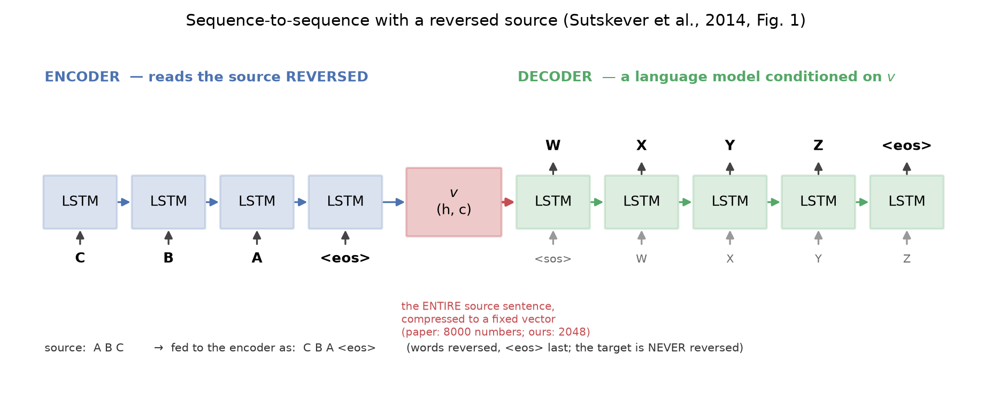 Sequence-to-sequence with a reversed source (Sutskever et al., 2014, Fig. 1)
ENCODER — reads the source REVERSED
DECODER — a language model conditioned on v
W X Y Z <eos>
LSTM LSTM LSTM LSTM v (h, c) LSTM LSTM LSTM LSTM LSTM
C B A <eos> <sos> W X Y Z
the ENTIRE source sentence,
compressed to a fixed vector
(paper: 8000 numbers; ours: 2048)
source: A B C → fed to the encoder as: C B A <eos> (words reversed, <eos> last; the target is NEVER reversed)